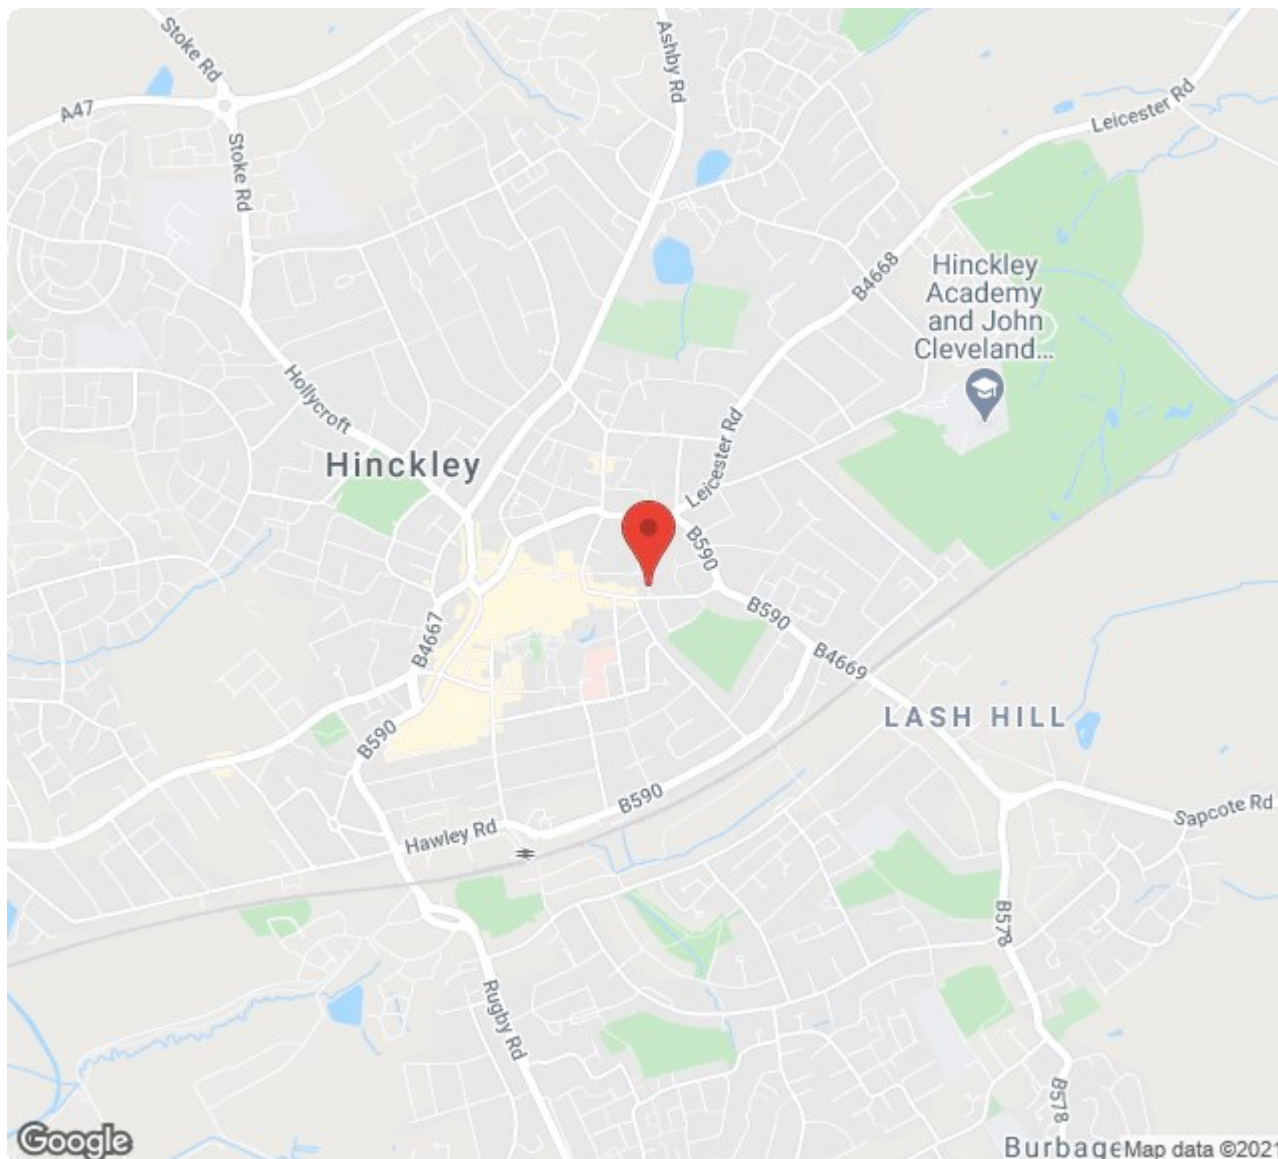 Stoke Rd
Ashby Rd
A47
Leicester Rd
Stoke Rd
B4668
Hinckley
Academy
and John
Cleveland...
Hollycroft
Leicester Rd
Hinckley
B590
B590
B4667
B4669
LASH HILL
B590
B590
Sapcote Rd
Hawley Rd
B578
Rugby Rd
B578
Google
Burbage
Map data ©2021